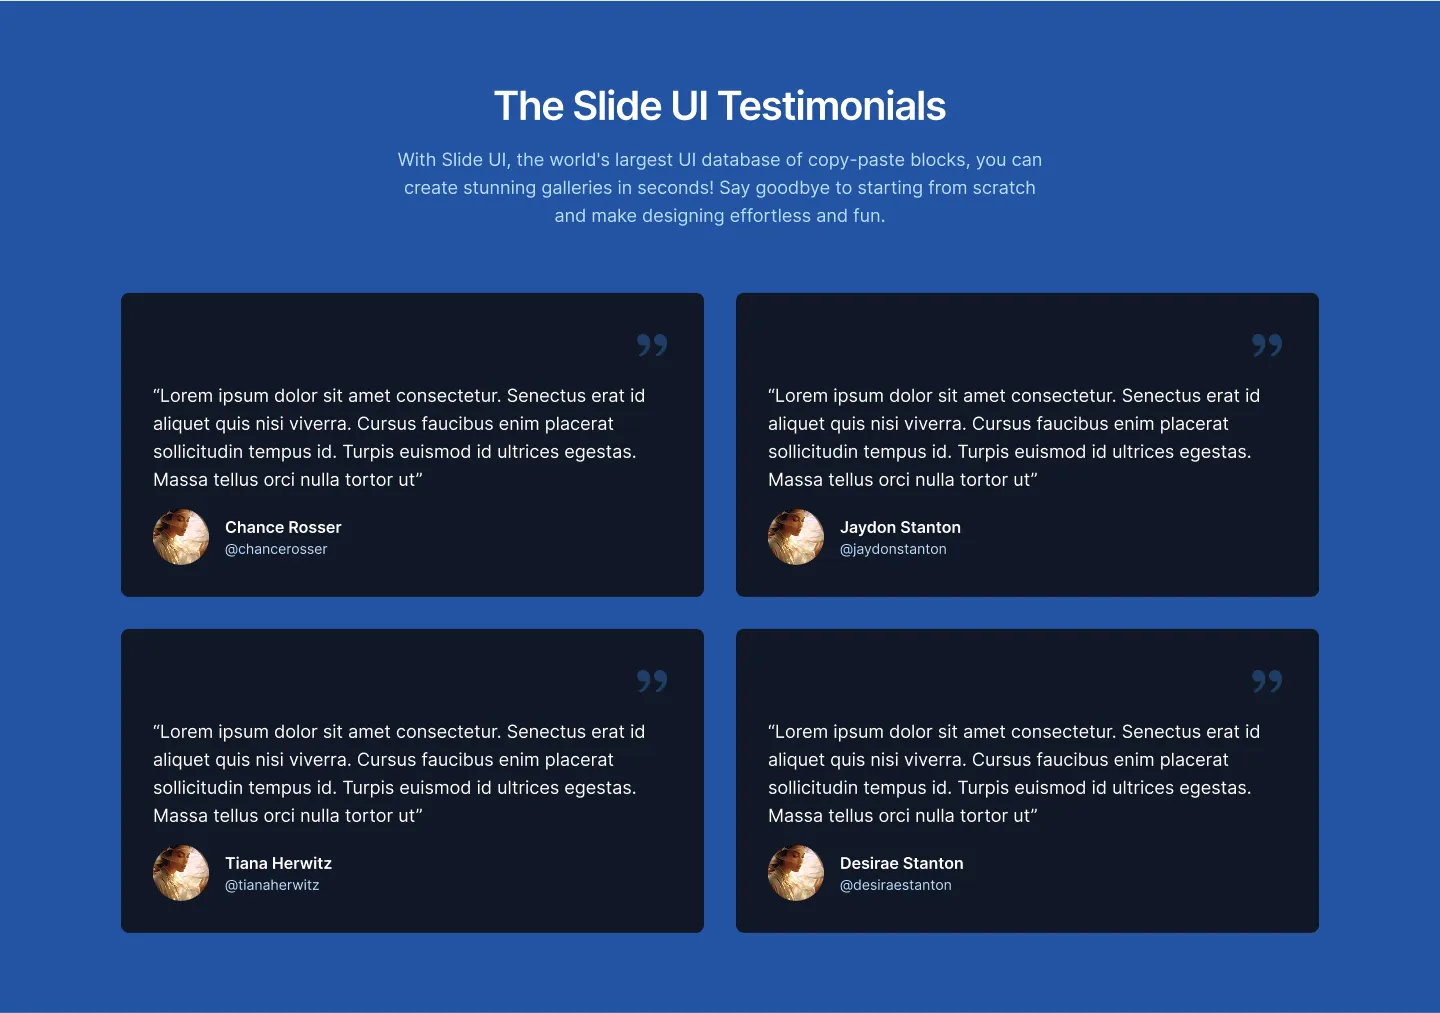 The Slide UI Testimonials
With Slide UI, the world's largest UI database of copy-paste blocks, you can
create stunning galleries in seconds! Say goodbye to starting from scratch
and make designing effortless and fun.
”
“Lorem ipsum dolor sit amet consectetur. Senectus erat id
aliquet quis nisi viverra. Cursus faucibus enim placerat
sollicitudin tempus id. Turpis euismod id ultrices egestas.
Massa tellus orci nulla tortor ut”
Chance Rosser
@chancerosser
”
“Lorem ipsum dolor sit amet consectetur. Senectus erat id
aliquet quis nisi viverra. Cursus faucibus enim placerat
sollicitudin tempus id. Turpis euismod id ultrices egestas.
Massa tellus orci nulla tortor ut”
Jaydon Stanton
@jaydonstanton
”
“Lorem ipsum dolor sit amet consectetur. Senectus erat id
aliquet quis nisi viverra. Cursus faucibus enim placerat
sollicitudin tempus id. Turpis euismod id ultrices egestas.
Massa tellus orci nulla tortor ut”
Tiana Herwitz
@tianaherwitz
”
“Lorem ipsum dolor sit amet consectetur. Senectus erat id
aliquet quis nisi viverra. Cursus faucibus enim placerat
sollicitudin tempus id. Turpis euismod id ultrices egestas.
Massa tellus orci nulla tortor ut”
Desirae Stanton
@desiraestanton